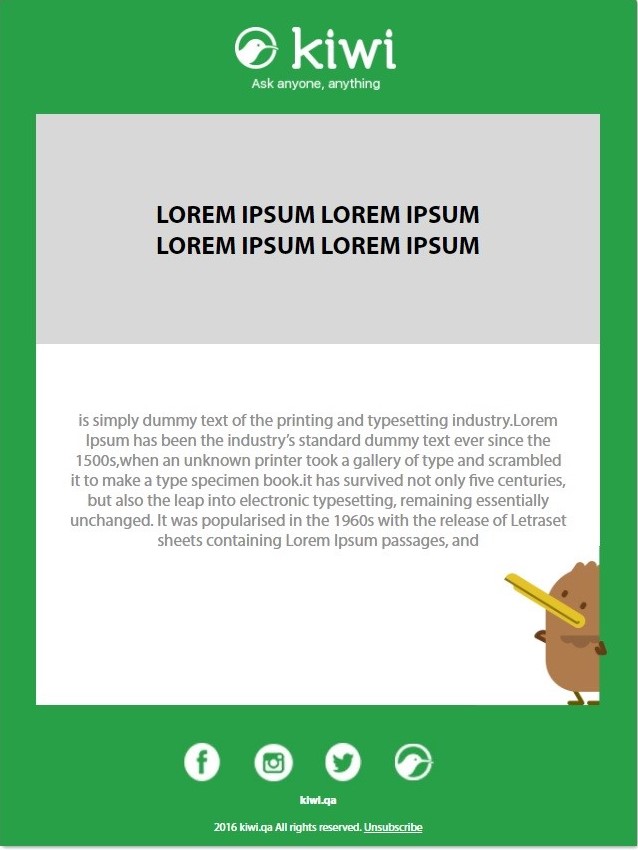 kiwi
Ask anyone, anything
LOREM IPSUM LOREM IPSUM
LOREM IPSUM LOREM IPSUM
is simply dummy text of the printing and typesetting industry.Lorem
Ipsum has been the industry’s standard dummy text ever since the
1500s,when an unknown printer took a gallery of type and scrambled
it to make a type specimen book.it has survived not only five centuries,
but also the leap into electronic typesetting, remaining essentially
unchanged. It was popularised in the 1960s with the release of Letraset
sheets containing Lorem Ipsum passages, and
kiwi.qa
2016 kiwi.qa All rights reserved. Unsubscribe